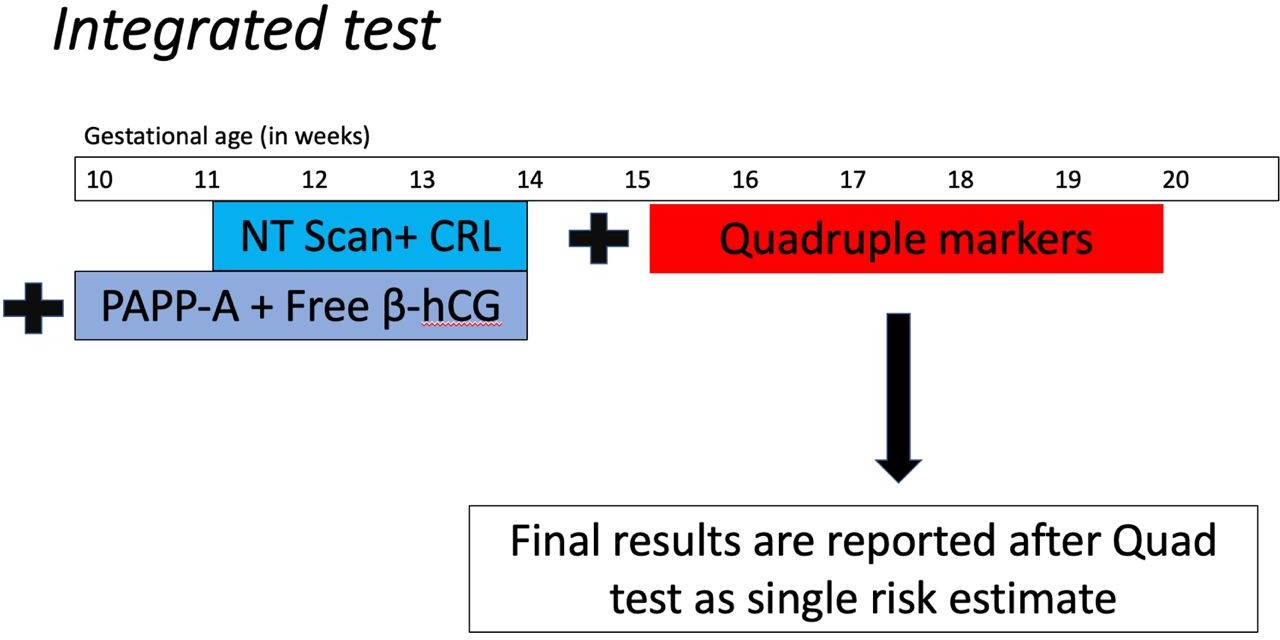 Integrated test
Gestational age (in weeks)
10 11 12 13 14 15 16 17 18 19 20
NT Scan+ CRL
Quadruple markers
PAPP-A + Free β-hCG
Final results are reported after Quad
test as single risk estimate